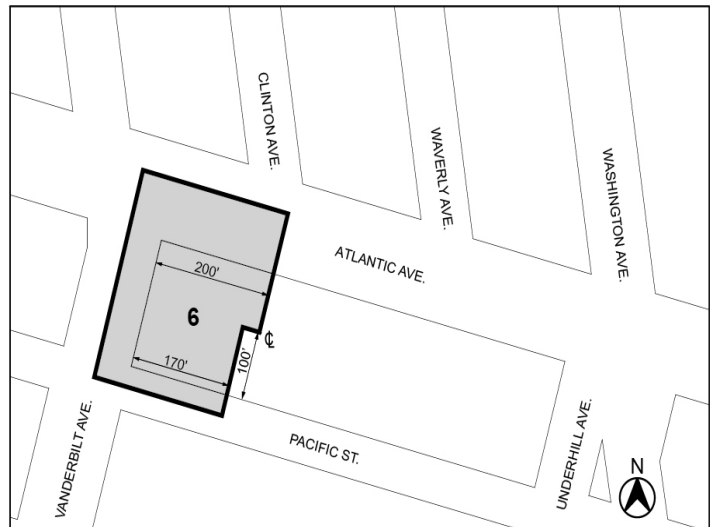 CLINTON AVE.
WAVERLY AVE.
WASHINGTON AVE.
ATLANTIC AVE.
200'
6
℄
170'
100'
PACIFIC ST.
VANDERBILT AVE.
UNDERHILL AVE.
N